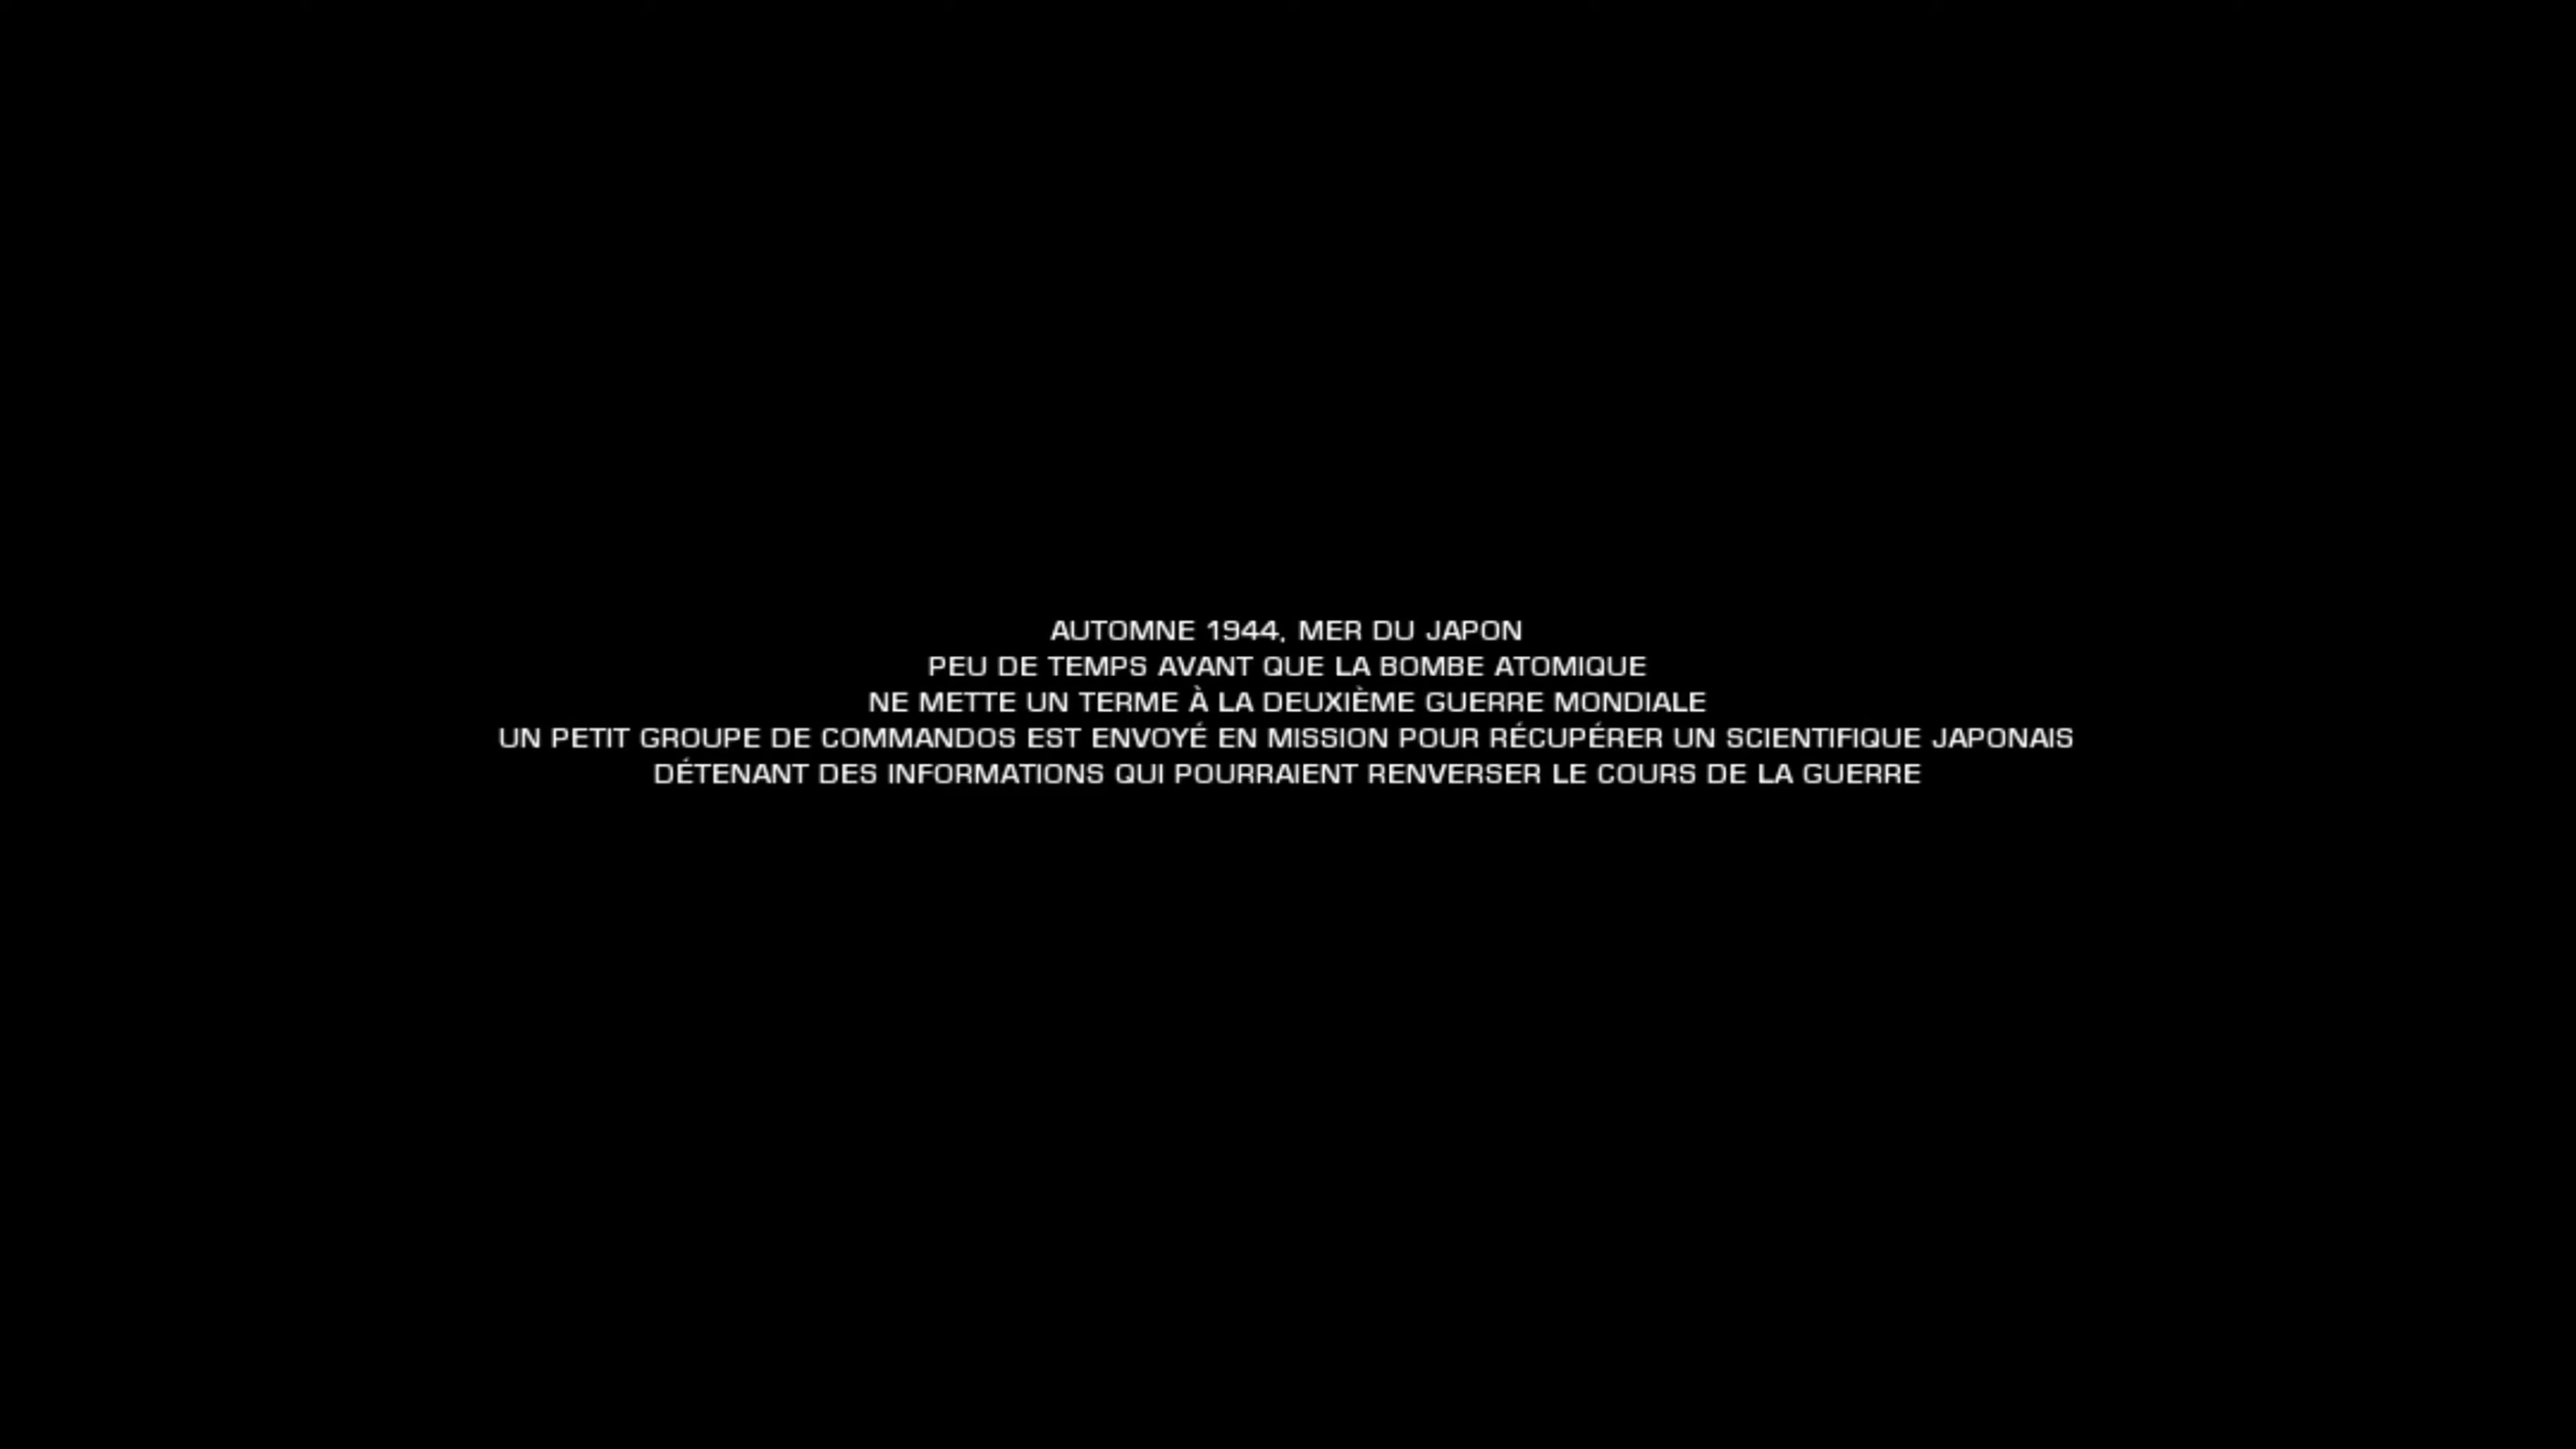 AUTOMNE 1944, MER DU JAPON
PEU DE TEMPS AVANT QUE LA BOMBE ATOMIQUE
NE METTE UN TERME À LA DEUXIÈME GUERRE MONDIALE
UN PETIT GROUPE DE COMMANDOS EST ENVOYÉ EN MISSION POUR RÉCUPÉRER UN SCIENTIFIQUE JAPONAIS
DÉTENANT DES INFORMATIONS QUI POURRAIENT RENVERSER LE COURS DE LA GUERRE